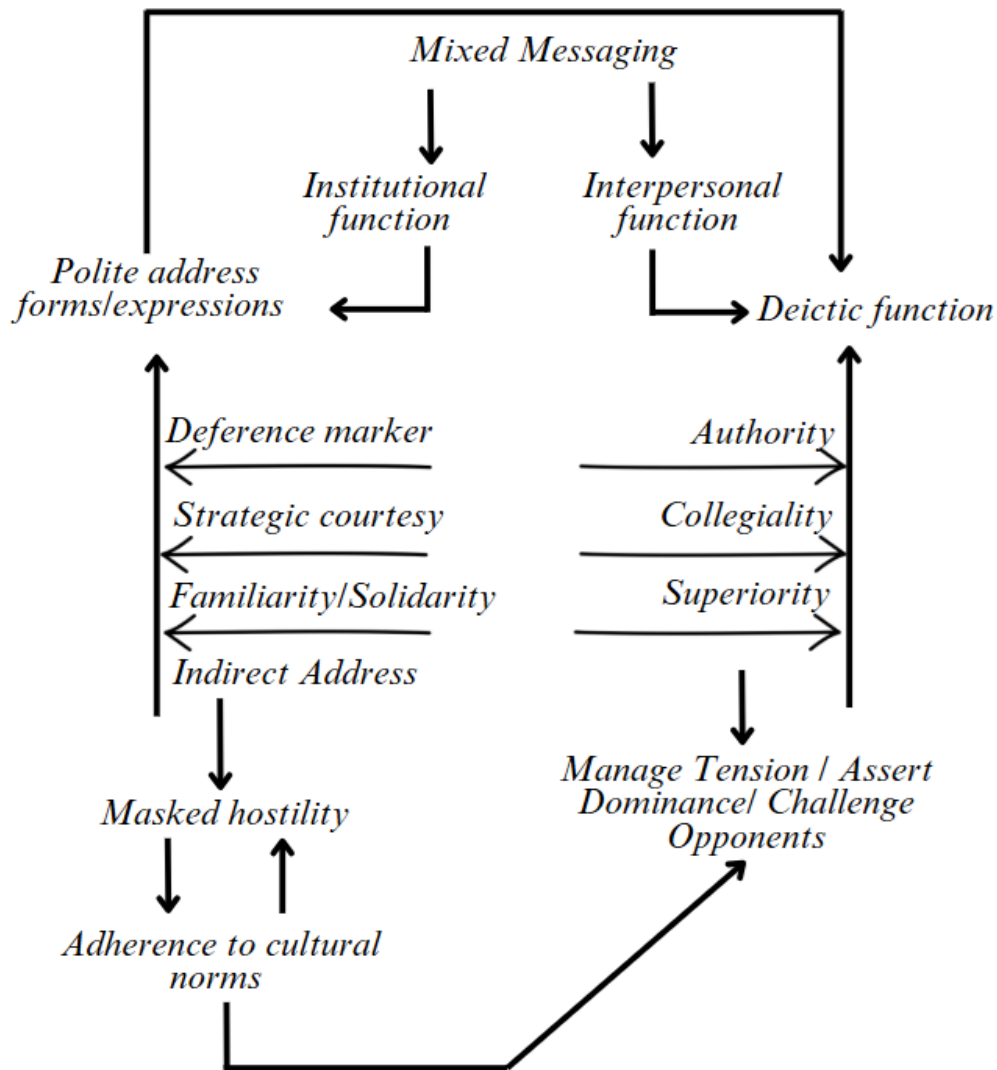 Mixed Messaging
Institutional
function
Interpersonal
function
Polite address
forms/expressions
Deictic function
Deference marker
Authority
Strategic courtesy
Collegiality
Familiarity/Solidarity
Superiority
Indirect Address
Manage Tension / Assert
Dominance/ Challenge
Opponents
Masked hostility
Adherence to cultural
norms